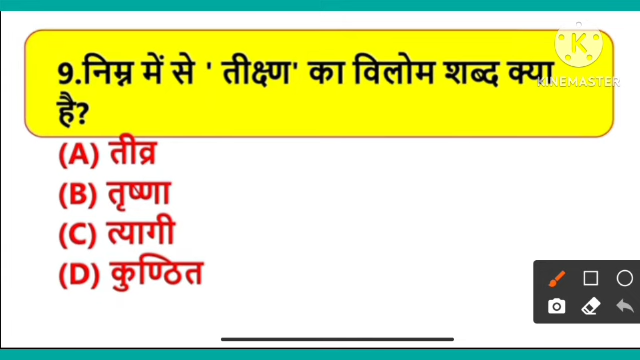 9.निम्न में से ' तीक्ष्ण' का विलोम शब्द क्या
है?
(A) तीव्र
(B) तृष्णा
(C) त्यागी
(D) कुण्ठित
K
KINEMASTER